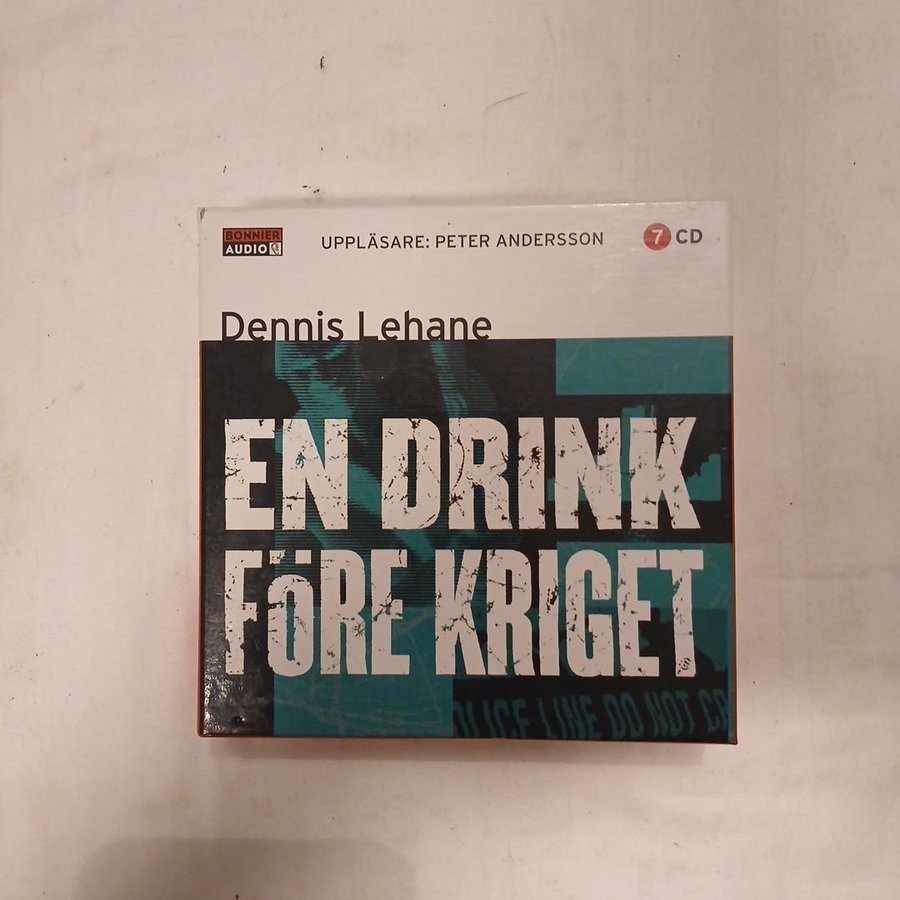 BONNIER
AUDIO
UPPLÄSARE: PETER ANDERSSON
7 CD
Dennis Lehane
EN DRINK
FÖRE KRIGET
LICE LINE DO NOT CR